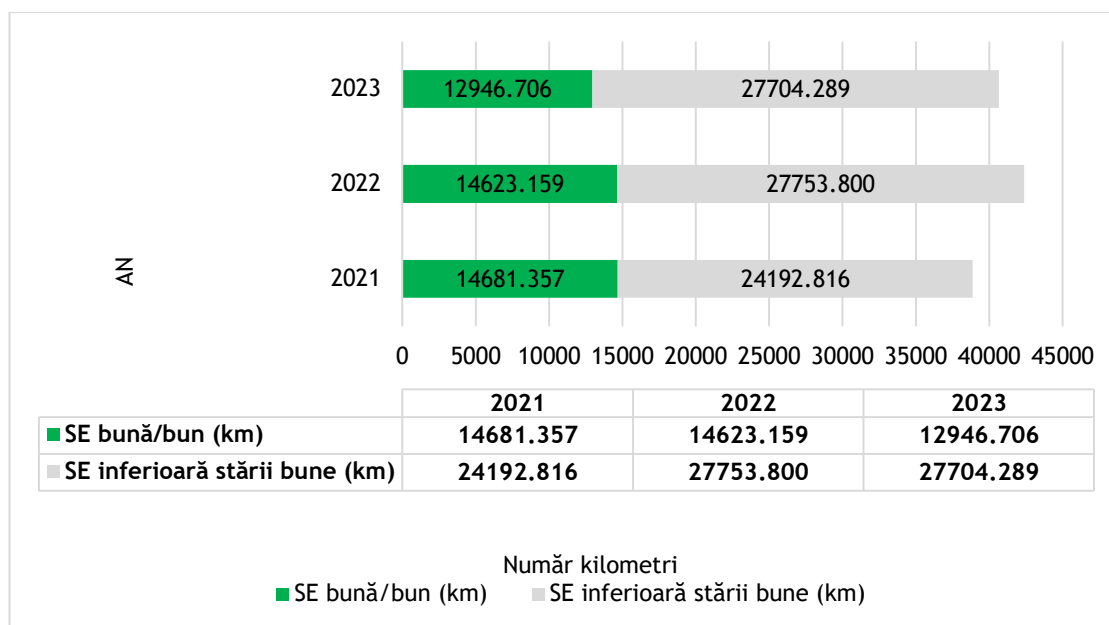 2023
12946.706 27704.289
2022
14623.159 27753.800
AN
2021
14681.357 24192.816
0 5000 10000 15000 20000 25000 30000 35000 40000 45000
2021 2022 2023
SE bună/bun (km) 14681.357 14623.159 12946.706
SE inferioară stării bune (km) 24192.816 27753.800 27704.289
Număr kilometri
SE bună/bun (km) SE inferioară stării bune (km)